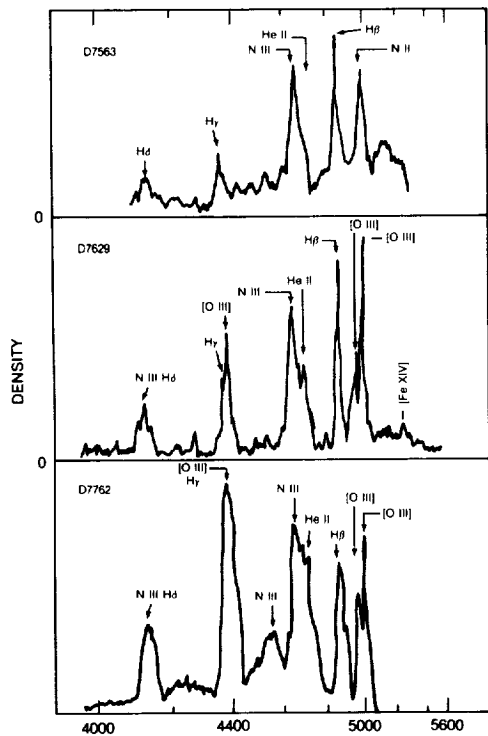 D7563
Hδ
Hγ
N III
He II
Hβ
N II
0
D7629
N III Hδ
Hγ
[O III]
N III
He II
Hβ
[O III]
[O III]
[Fe XIV]
0
DENSITY
D7762
N III Hδ
[O III]
Hγ
N III
N III
He II
Hβ
[O III]
[O III]
4000
4400
5000
5600